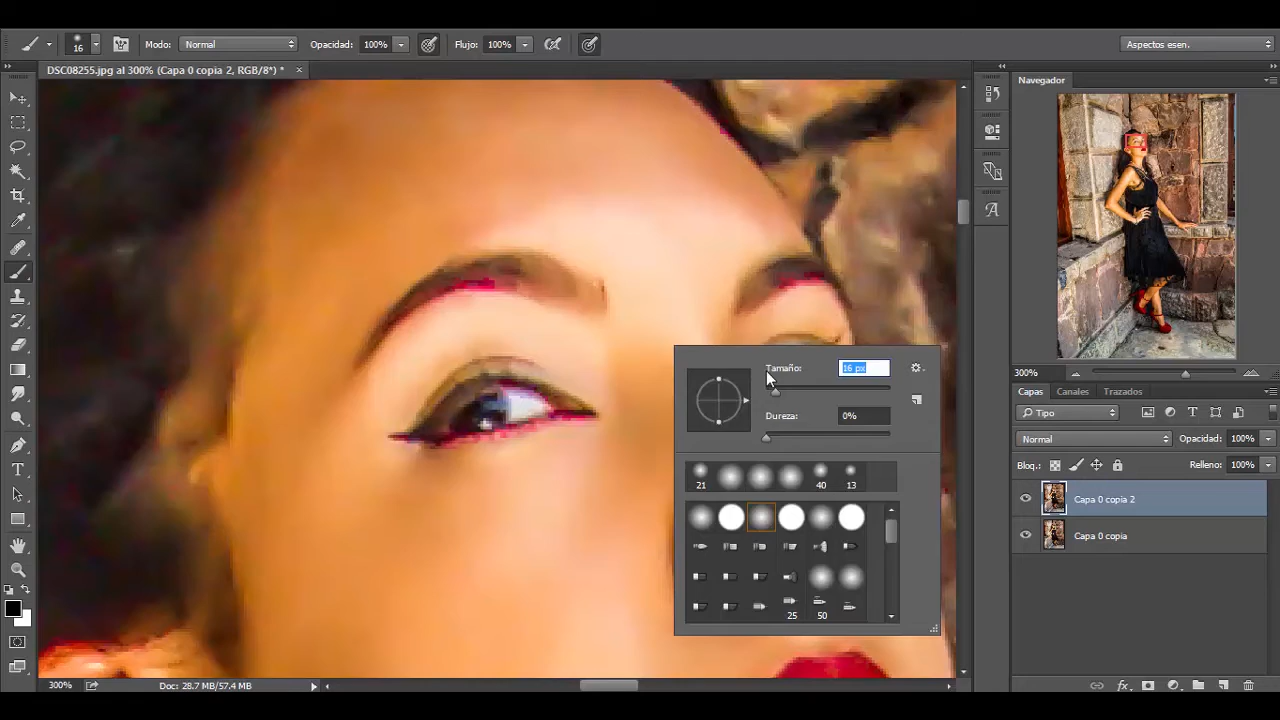 16
Modo: Normal
Opacidad: 100%
Flujo: 100%
Aspectos esen.
DSC08255.jpg al 300% (Capa 0 copia 2, RGB/8*) * ×
Navegador
300%
Tamaño: 16 px
Dureza: 0%
21
40
13
25
50
Capas
Canales
Trazados
Tipo
Normal
Opacidad: 100%
Bloq.:
Relleno: 100%
Capa 0 copia 2
Capa 0 copia
300%
Doc: 28.7 MB/57.4 MB